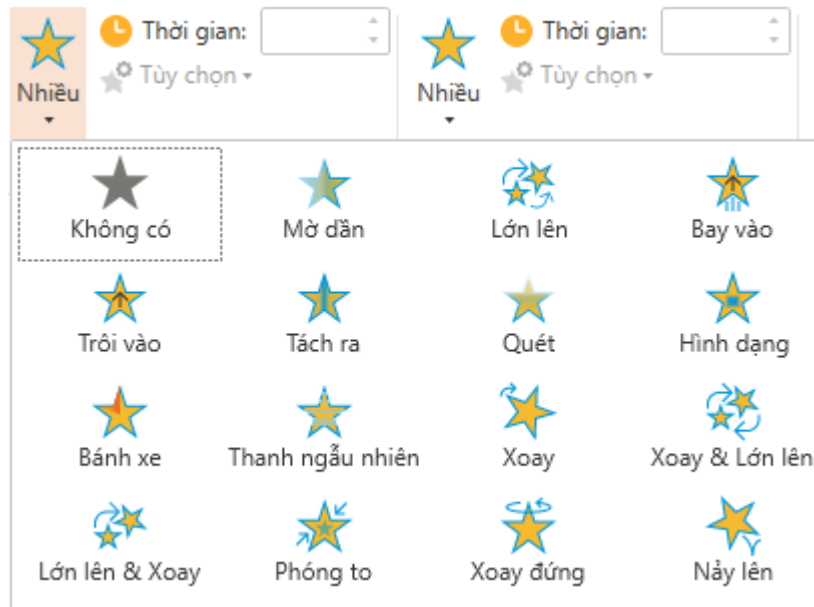 Thời gian:
Tùy chọn
Nhiều
Thời gian:
Tùy chọn
Nhiều
Không có
Mờ dần
Lớn lên
Bay vào
Trôi vào
Tách ra
Quét
Hình dạng
Bánh xe
Thanh ngẫu nhiên
Xoay
Xoay & Lớn lên
Lớn lên & Xoay
Phóng to
Xoay đứng
Nảy lên